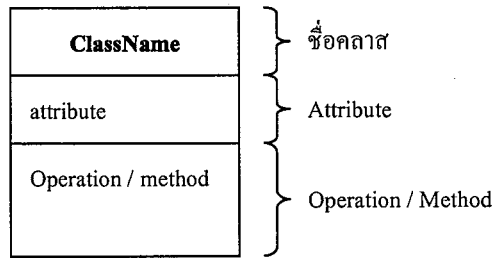 ClassName
ชื่อคลาส
attribute
Attribute
Operation / method
Operation / Method